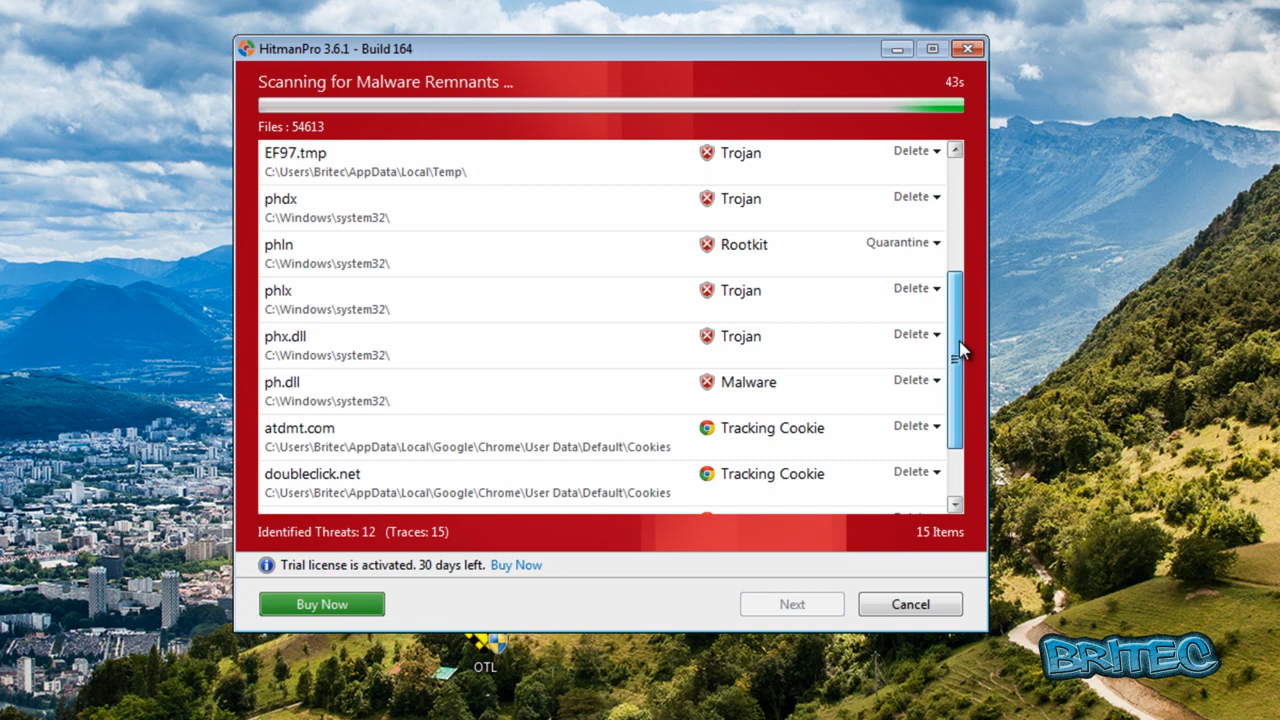 HitmanPro 3.6.1 - Build 164
Scanning for Malware Remnants ...
43s
Files : 54613
EF97.tmp
Trojan
Delete
C:\Users\Britec\AppData\Local\Temp\
phdx
Trojan
Delete
C:\Windows\system32\
phln
Rootkit
Quarantine
C:\Windows\system32\
phlx
Trojan
Delete
C:\Windows\system32\
phx.dll
Trojan
Delete
C:\Windows\system32\
ph.dll
Malware
Delete
C:\Windows\system32\
atdmt.com
Tracking Cookie
Delete
C:\Users\Britec\AppData\Local\Google\Chrome\User Data\Default\Cookies
doubleclick.net
Tracking Cookie
Delete
C:\Users\Britec\AppData\Local\Google\Chrome\User Data\Default\Cookies
Identified Threats: 12 (Traces: 15)
15 Items
Trial license is activated. 30 days left. Buy Now
Buy Now
Next
Cancel
OTL
BRITEC